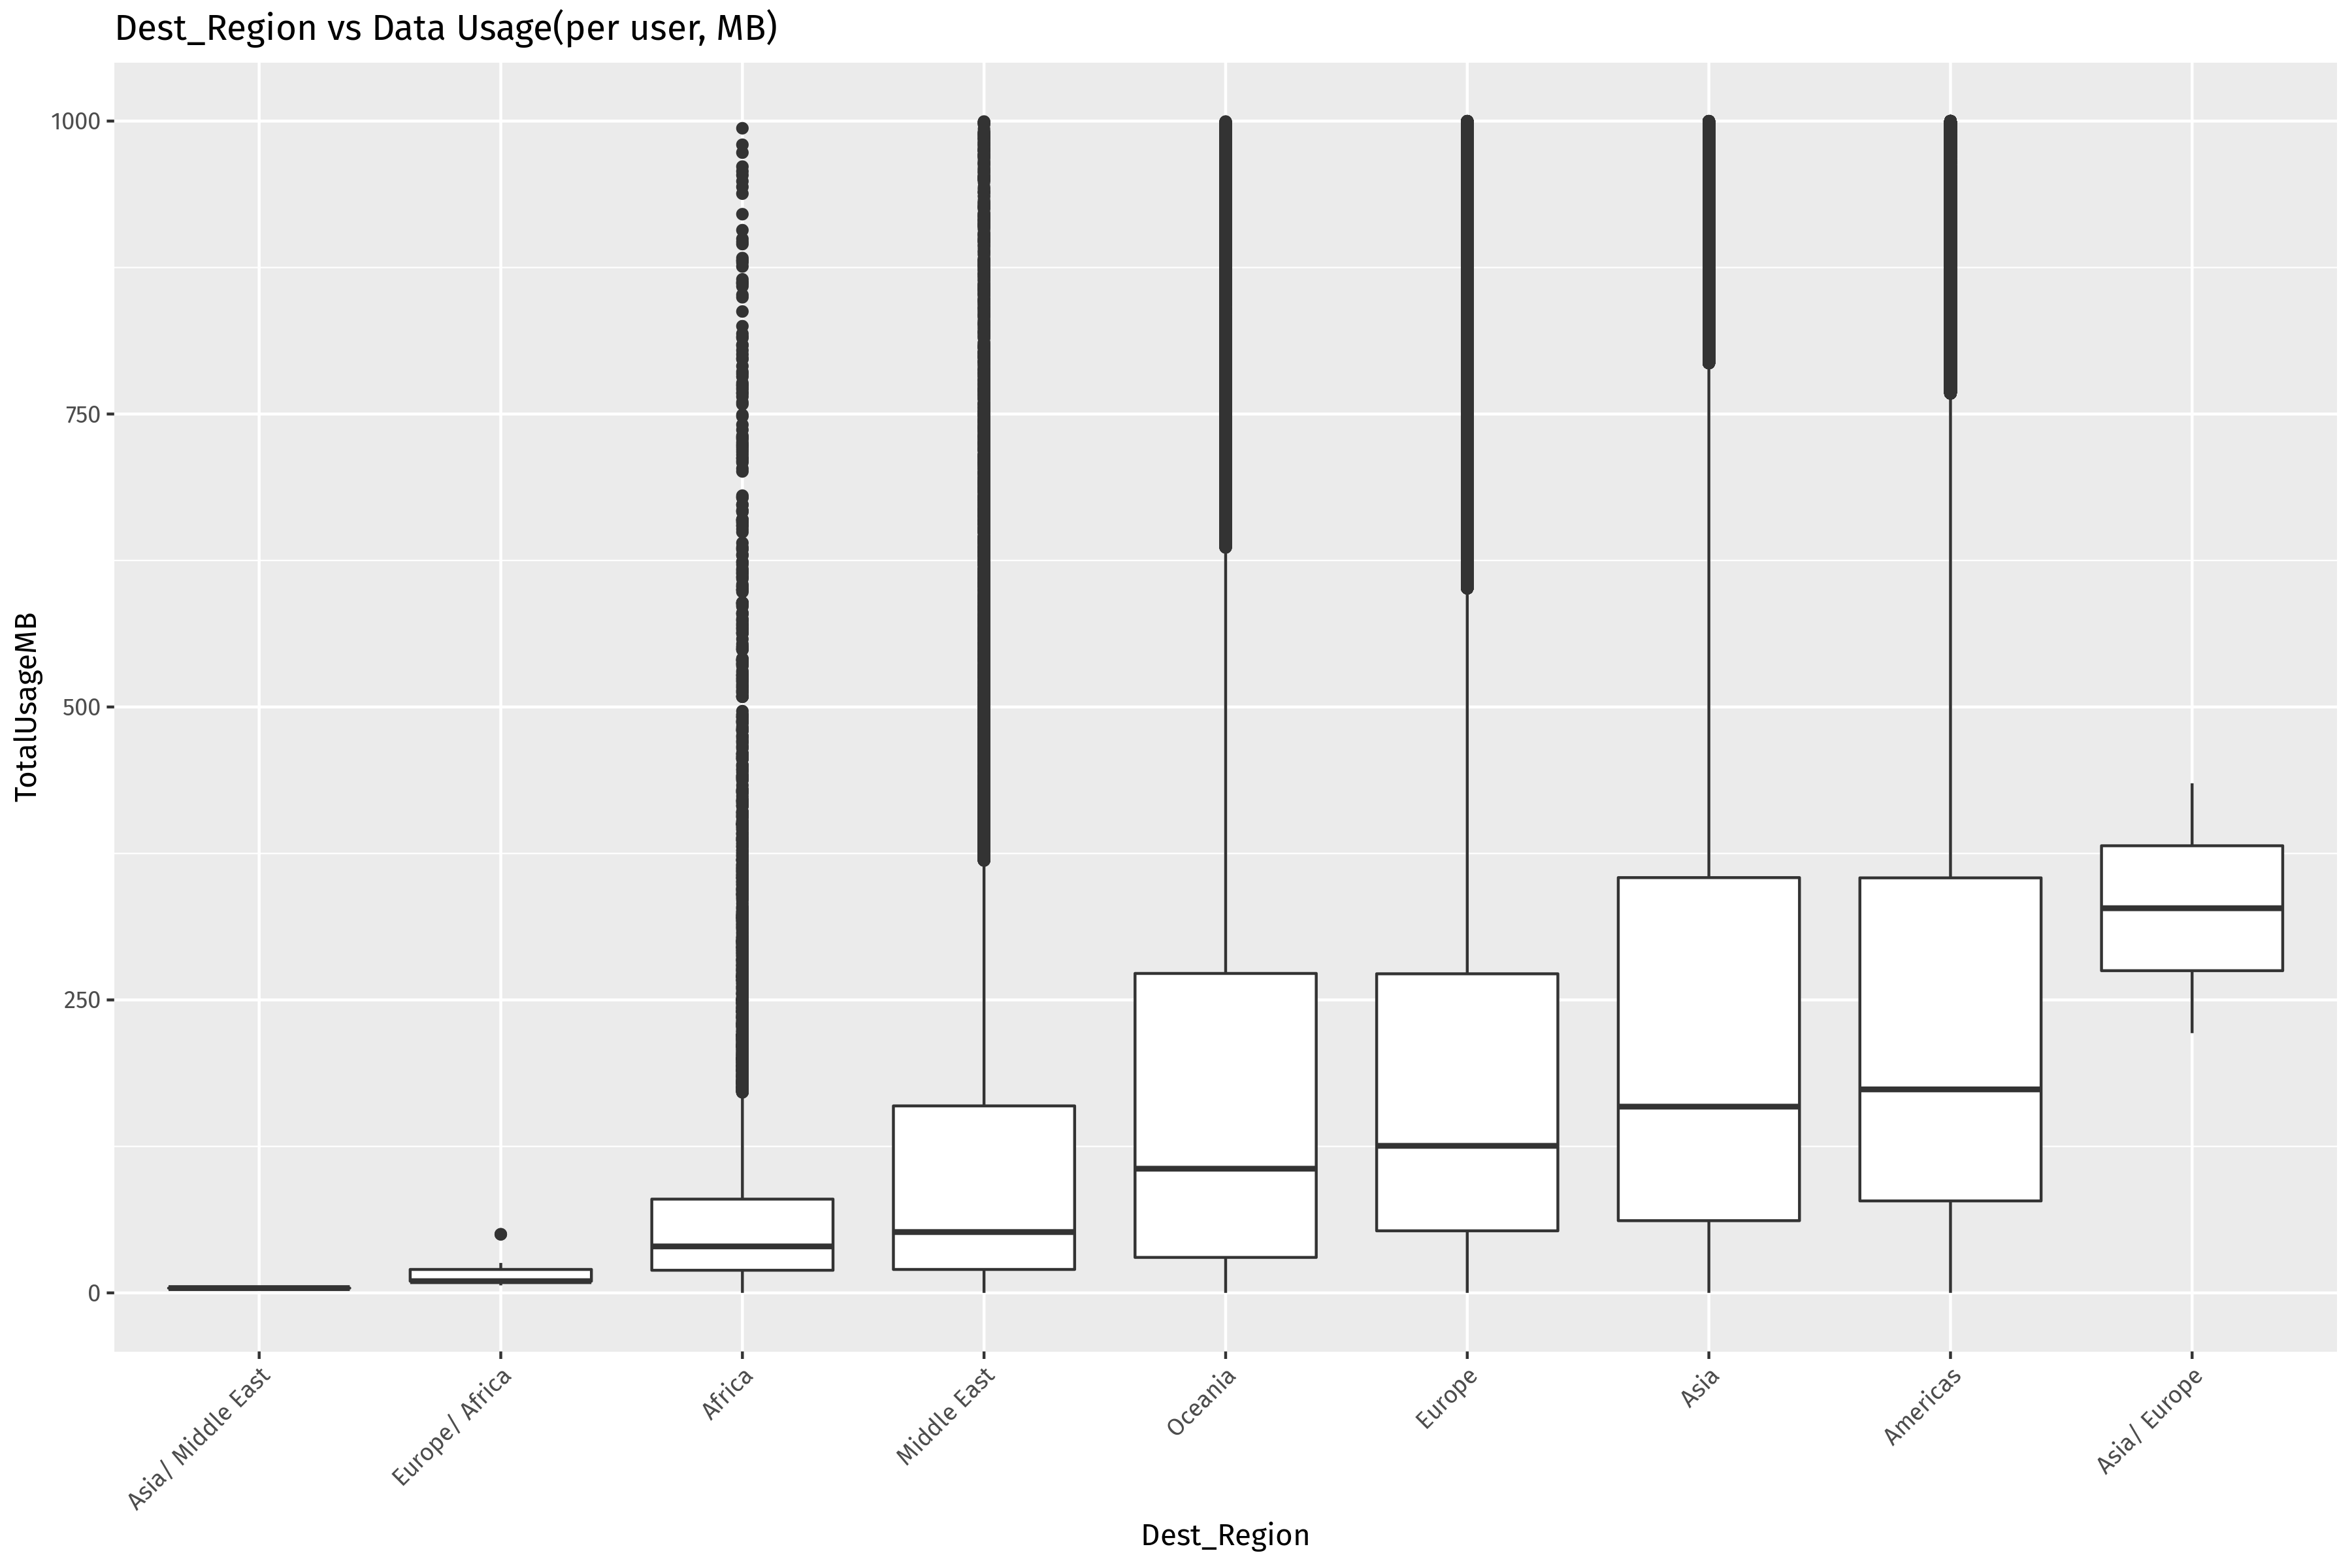 Dest_Region vs Data Usage(per user, MB)
1000
750
500
250
0
TotalUsageMB
Asia/ Middle East
Europe/ Africa
Africa
Middle East
Oceania
Europe
Asia
Americas
Asia/ Europe
Dest_Region